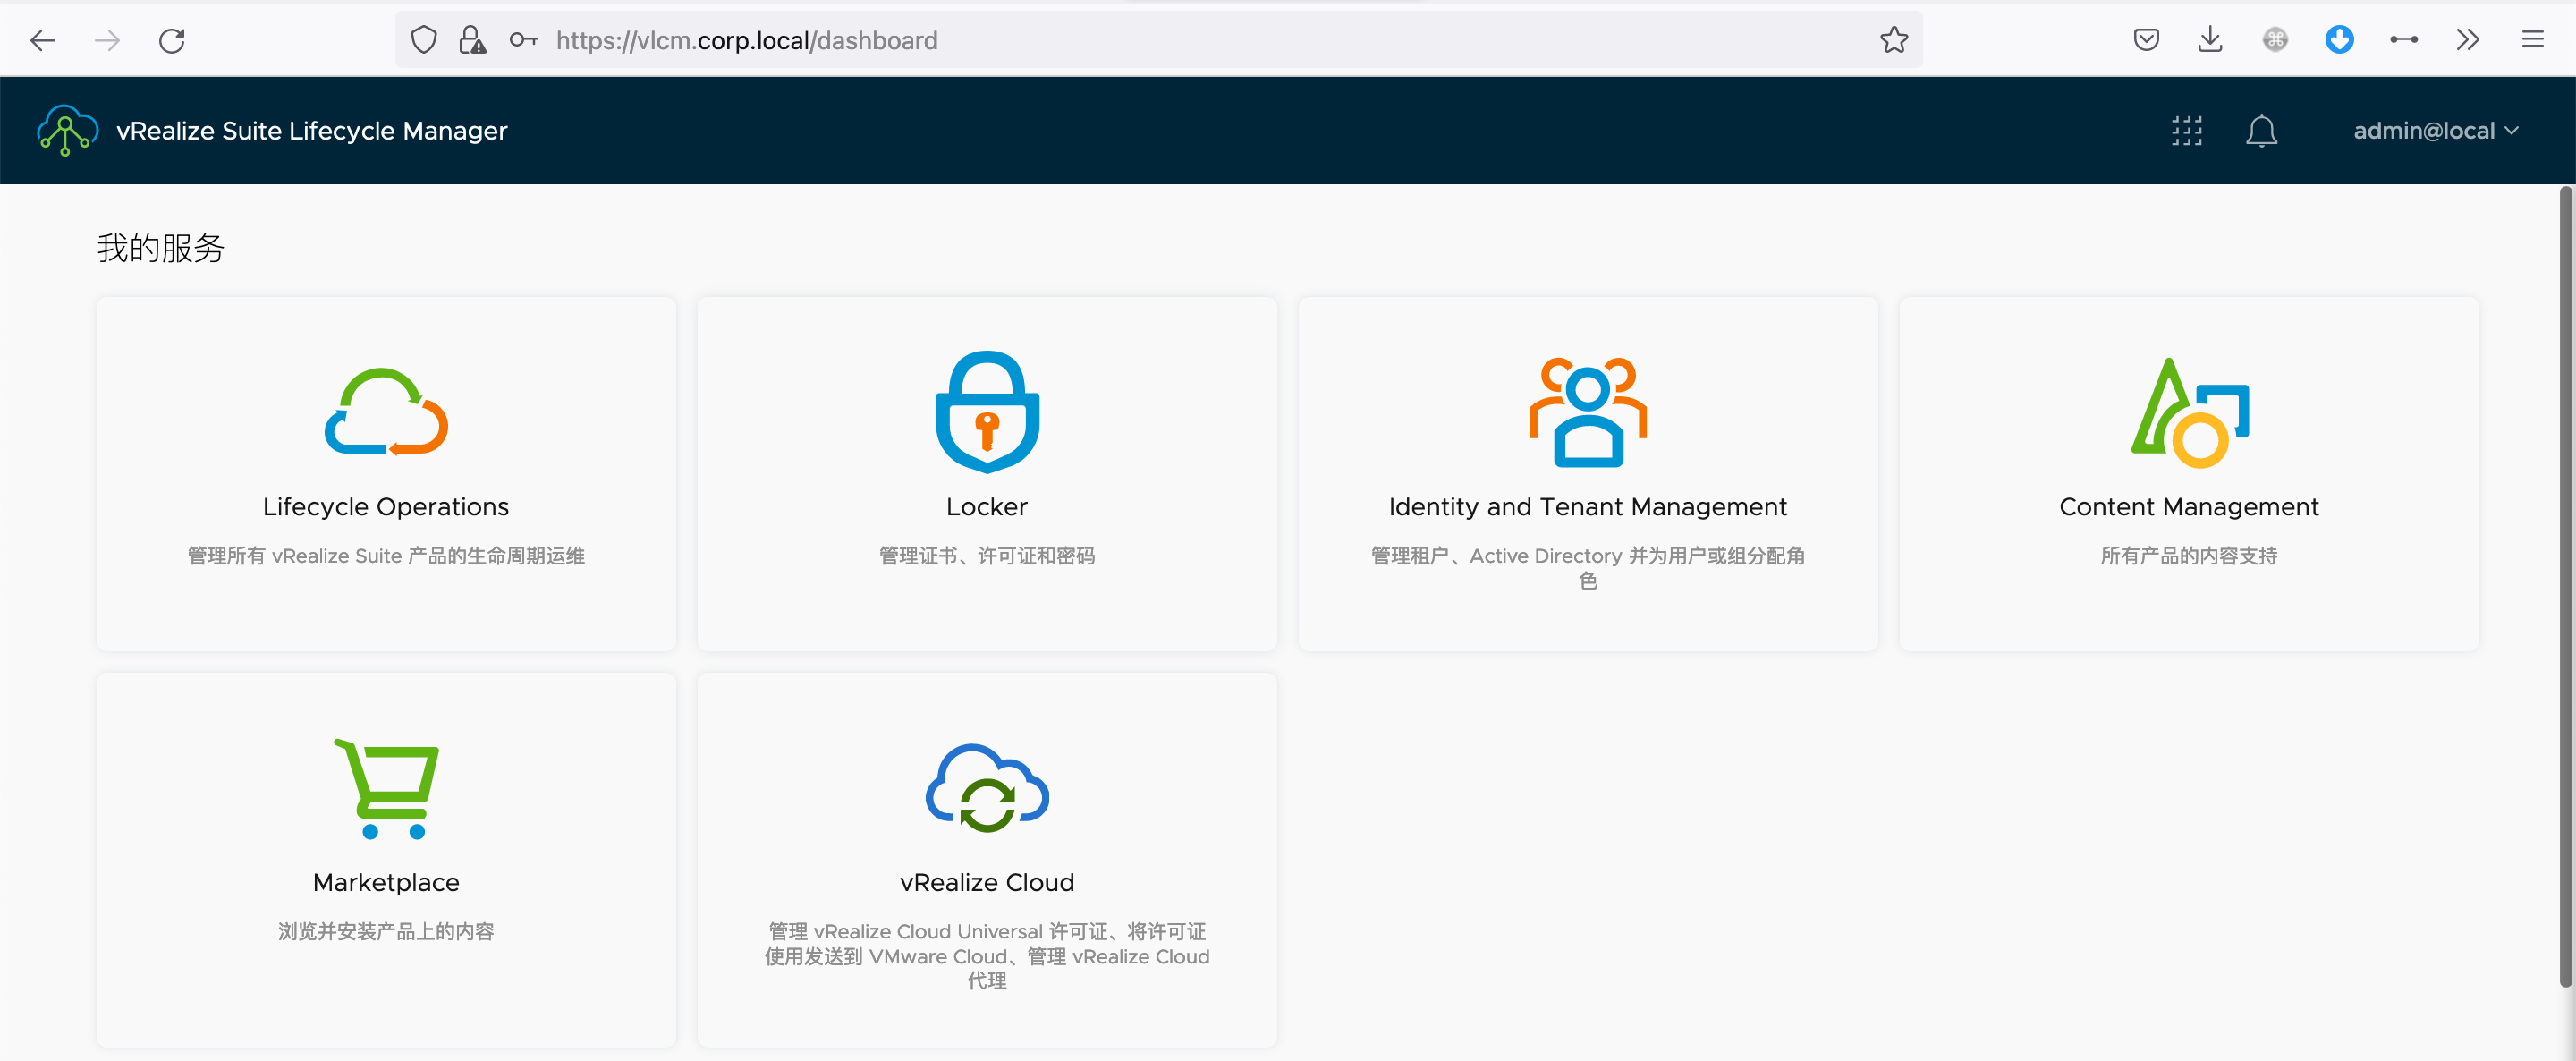 https://vlcm.corp.local/dashboard
vRealize Suite Lifecycle Manager
admin@local
我的服务
Lifecycle Operations
管理所有 vRealize Suite 产品的生命周期运维
Locker
管理证书、许可证和密码
Identity and Tenant Management
管理租户、Active Directory 并为用户或组分配角
色
Content Management
所有产品的内容支持
Marketplace
浏览并安装产品上的内容
vRealize Cloud
管理 vRealize Cloud Universal 许可证、将许可证
使用发送到 VMware Cloud、管理 vRealize Cloud
代理